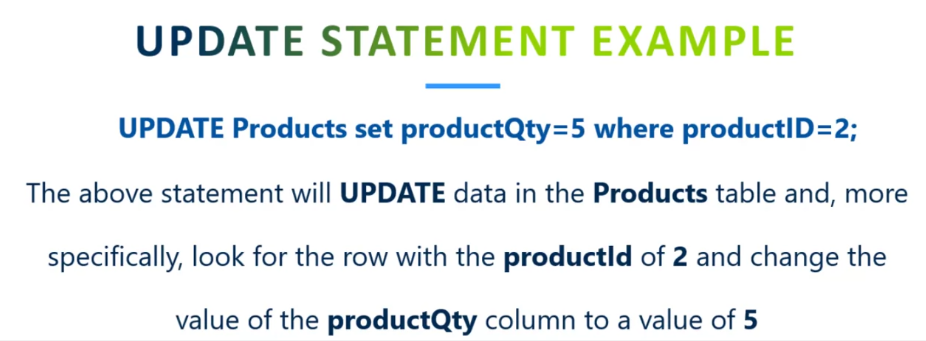 UPDATE STATEMENT EXAMPLE
UPDATE Products set productQty=5 where productID=2;
The above statement will UPDATE data in the Products table and, more
specifically, look for the row with the productId of 2 and change the
value of the productQty column to a value of 5